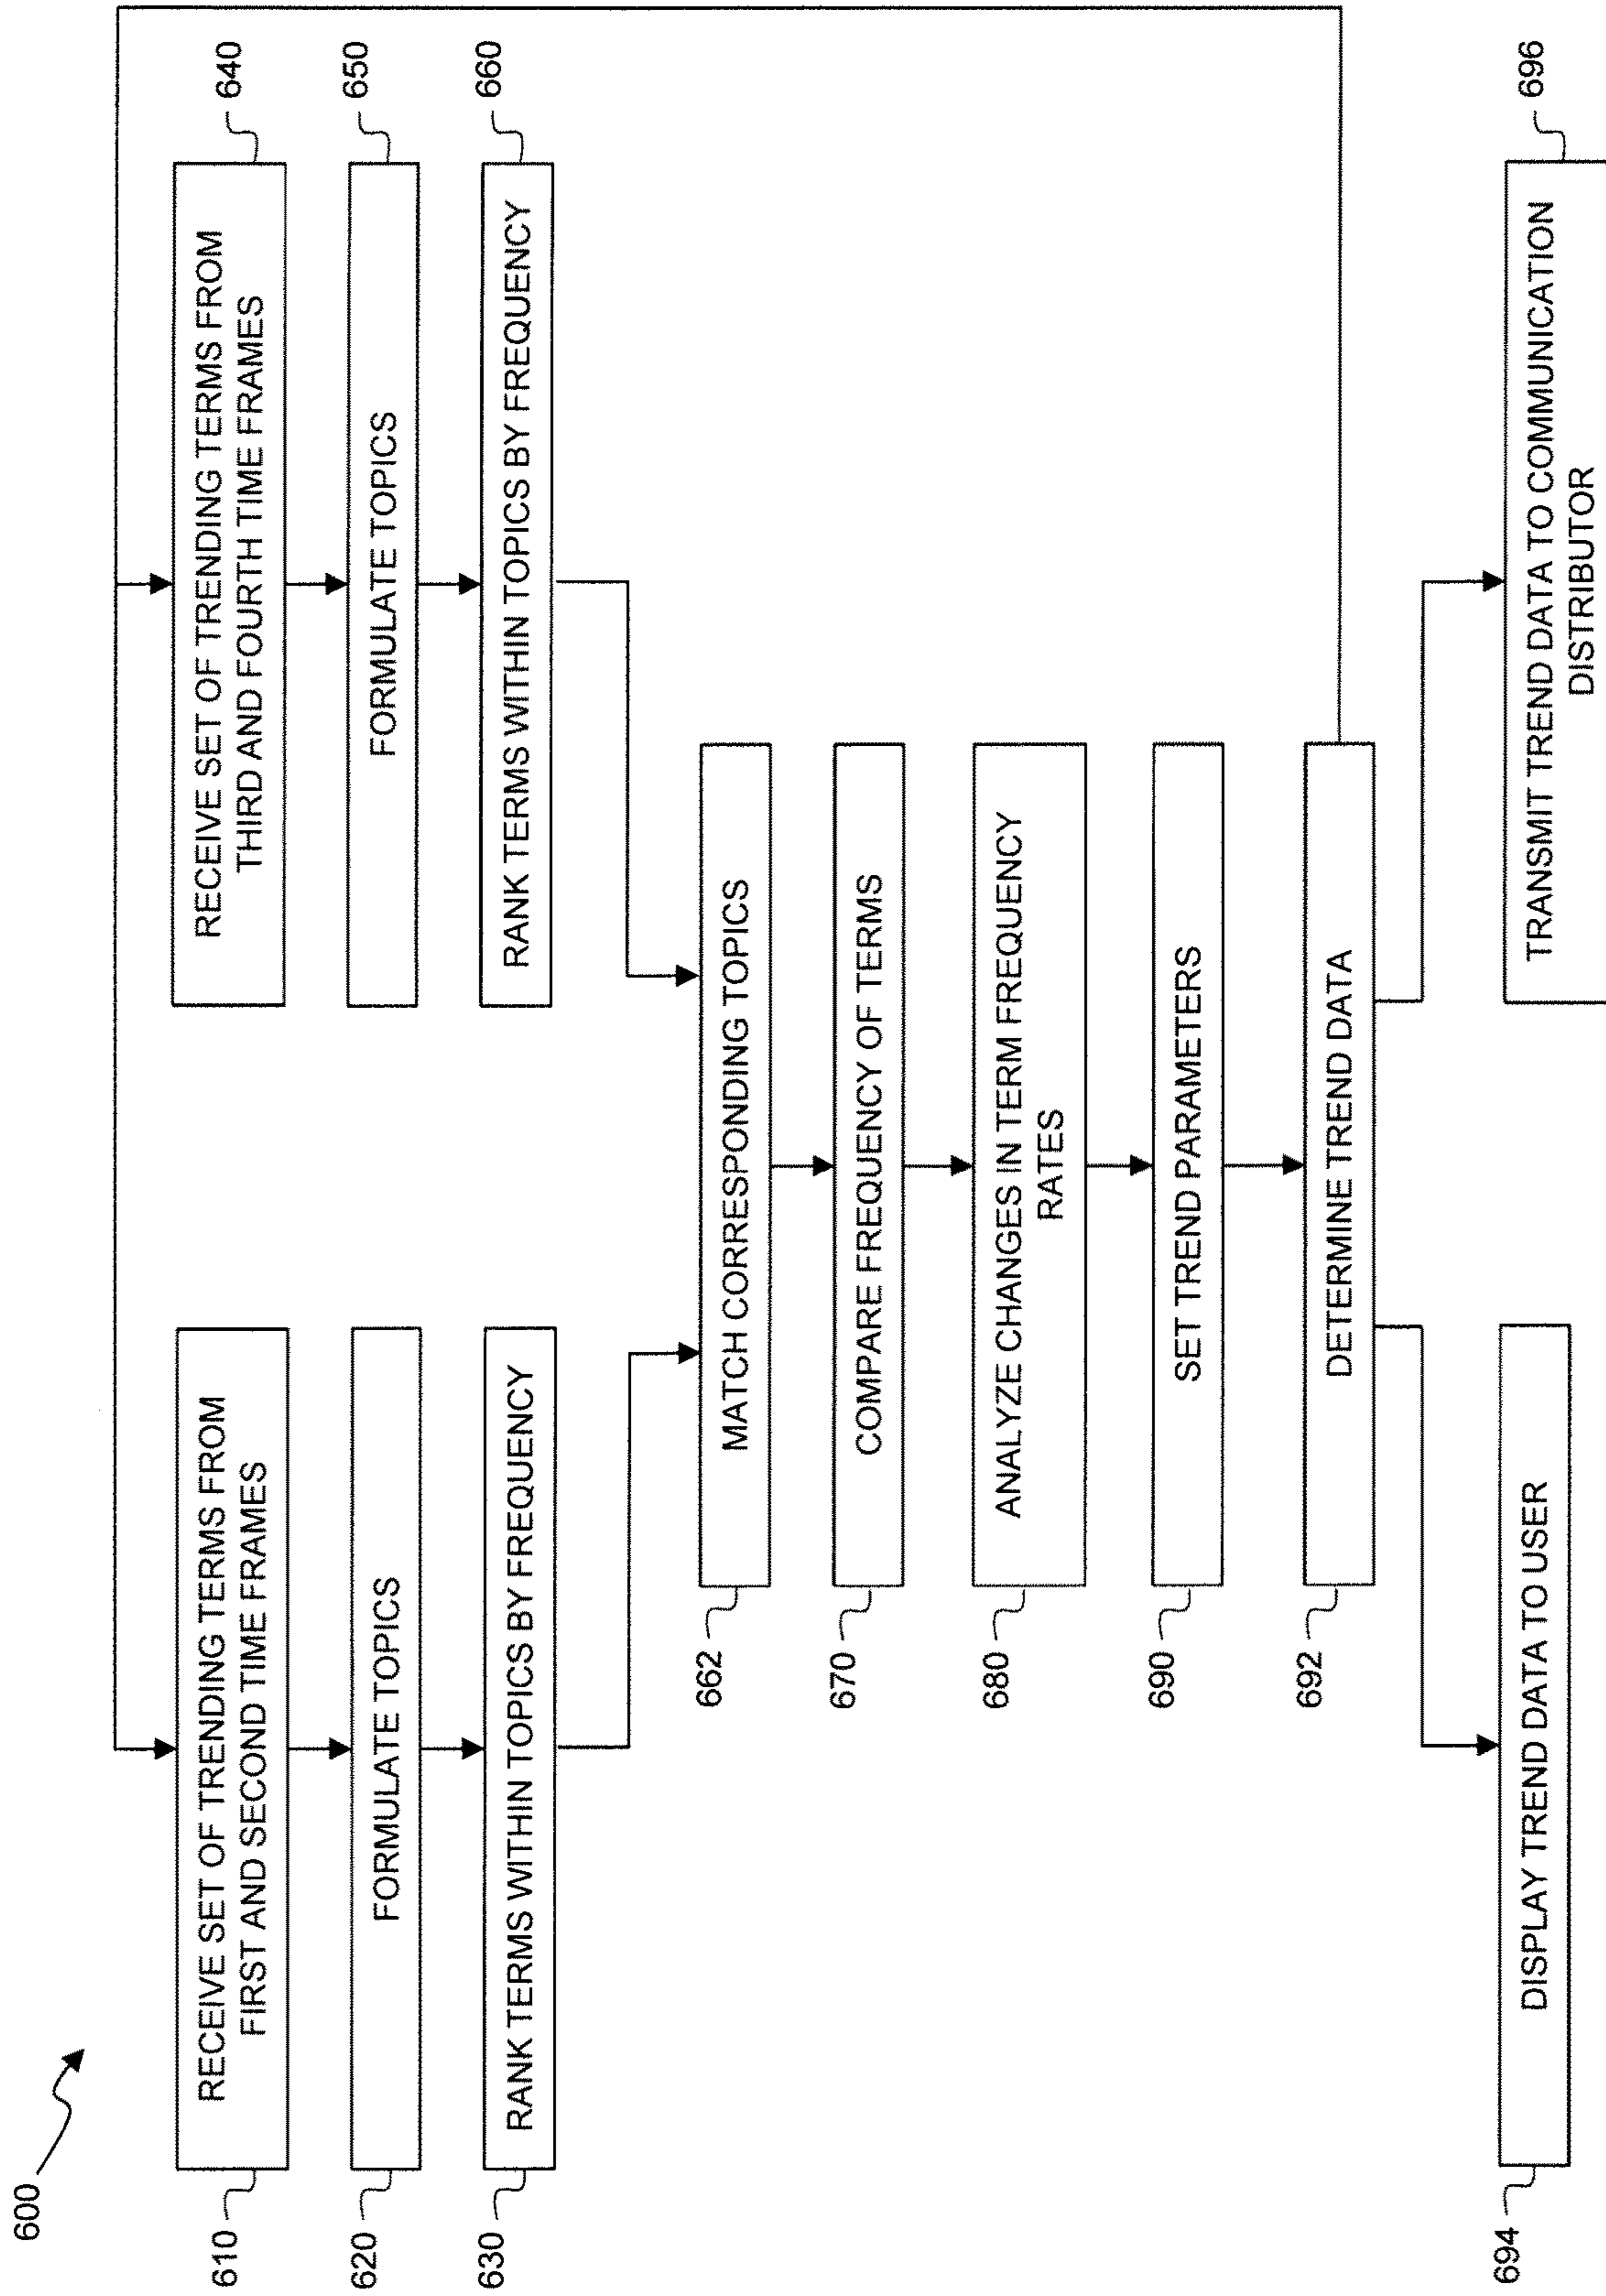 600
610
RECEIVE SET OF TRENDING TERMS FROM
FIRST AND SECOND TIME FRAMES
620
FORMULATE TOPICS
630
RANK TERMS WITHIN TOPICS BY FREQUENCY
640
RECEIVE SET OF TRENDING TERMS FROM
THIRD AND FOURTH TIME FRAMES
650
FORMULATE TOPICS
660
RANK TERMS WITHIN TOPICS BY FREQUENCY
662
MATCH CORRESPONDING TOPICS
670
COMPARE FREQUENCY OF TERMS
680
ANALYZE CHANGES IN TERM FREQUENCY
RATES
690
SET TREND PARAMETERS
692
DETERMINE TREND DATA
694
DISPLAY TREND DATA TO USER
696
TRANSMIT TREND DATA TO COMMUNICATION
DISTRIBUTOR